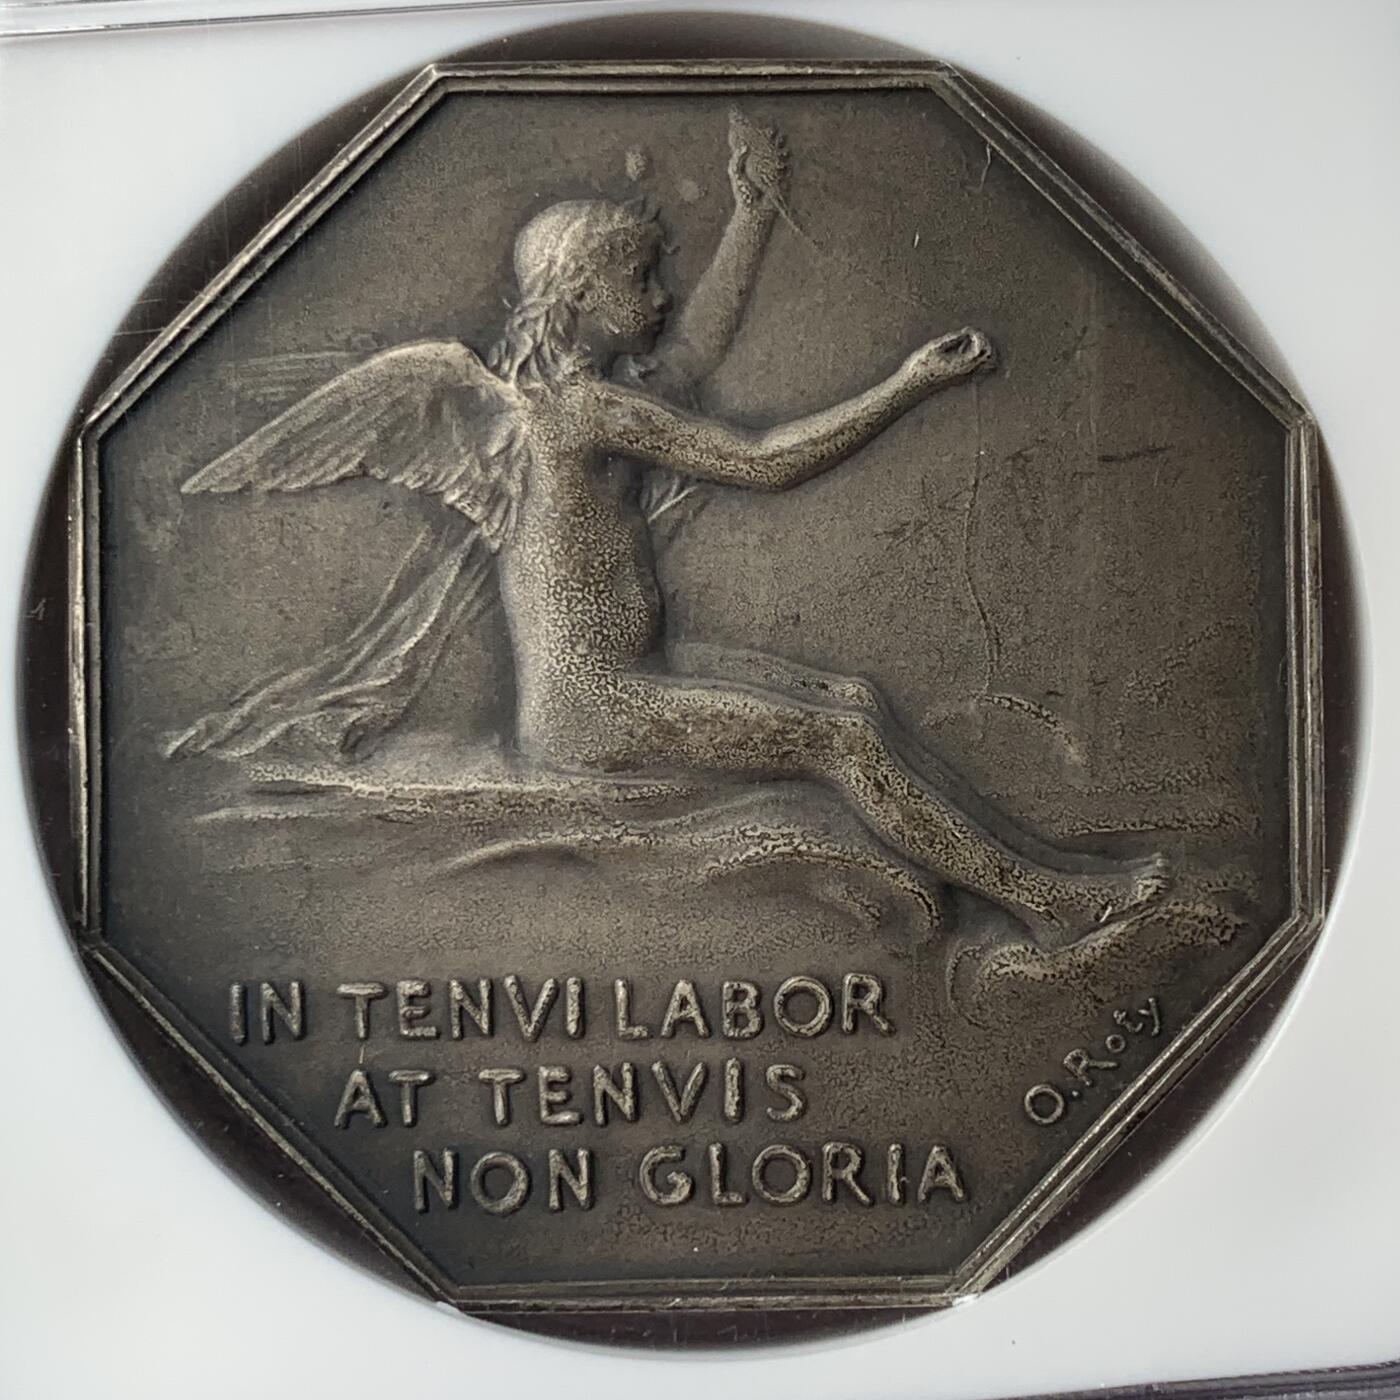 IN TENVI LABOR
AT TENVIS
NON GLORIA
O. Roty